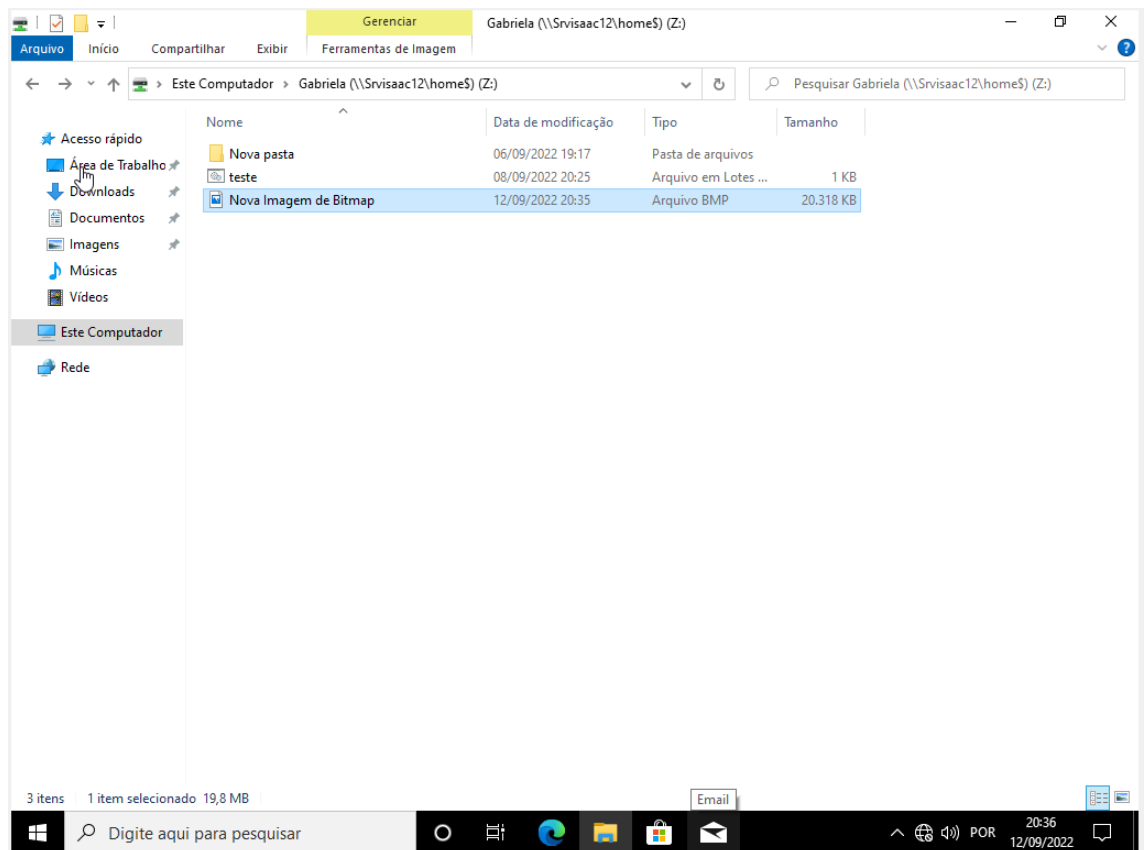 Gerenciar Gabriela (\\Srvisaac12\home$) (Z:)
Arquivo Início Compartilhar Exibir Ferramentas de Imagem
Este Computador Gabriela (\\Srvisaac12\home$) (Z:) Pesquisar Gabriela (\\Srvisaac12\home$) (Z:)
Nome Data de modificação Tipo Tamanho
Acesso rápido
Área de Trabalho
Downloads
Documentos
Imagens
Músicas
Vídeos
Este Computador
Rede
Nova pasta 06/09/2022 19:17 Pasta de arquivos
teste 08/09/2022 20:25 Arquivo em Lotes ... 1 KB
Nova Imagem de Bitmap 12/09/2022 20:35 Arquivo BMP 20.318 KB
3 itens 1 item selecionado 19,8 MB
Email
Digite aqui para pesquisar POR 20:36
12/09/2022